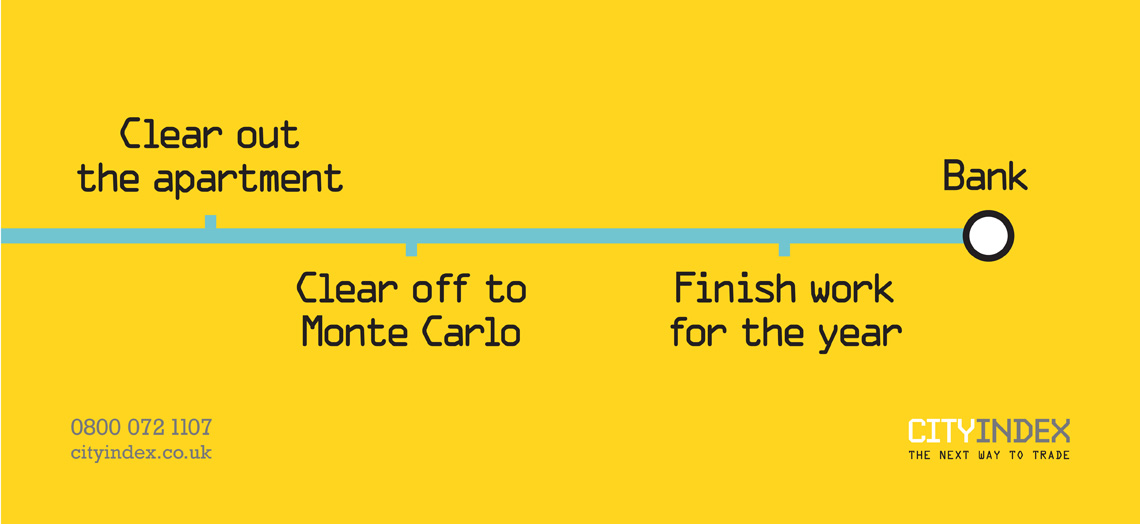 Clear out
the apartment
Clear off to
Monte Carlo
Finish work
for the year
Bank
0800 072 1107
cityindex.co.uk
CITYINDEX
THE NEXT WAY TO TRADE